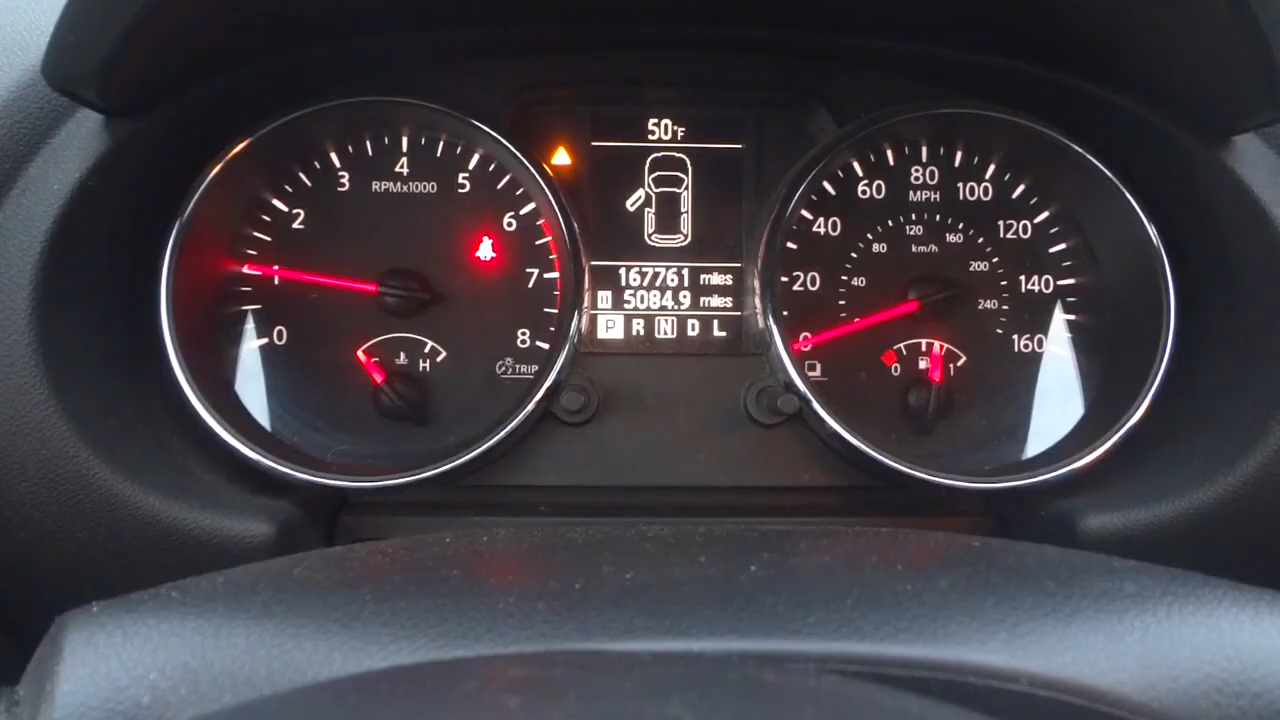 0
1
2
3
4
5
6
7
8
RPMx1000
C H
TRIP
50°F
167761 miles
5084.9 miles
P R N D L
0
20
40
60
80
100
120
140
160
MPH
40
80
120
160
200
240
km/h
0 1